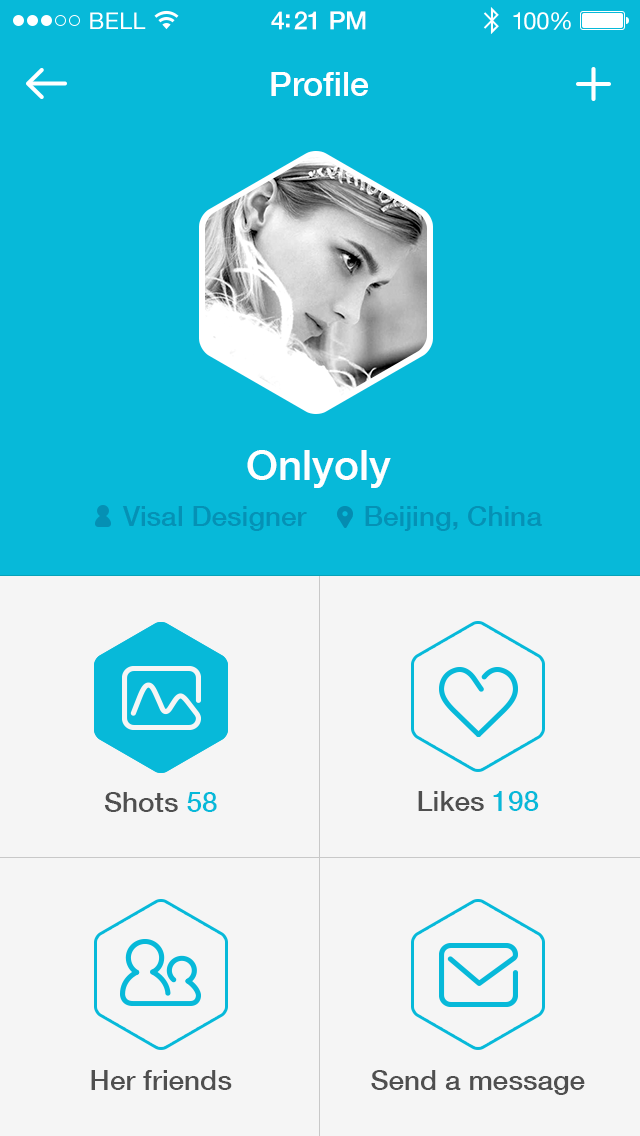 BELL 4:21 PM 100%
Profile
Onlyoly
Visal Designer Beijing, China
Shots 58 Likes 198
Her friends Send a message